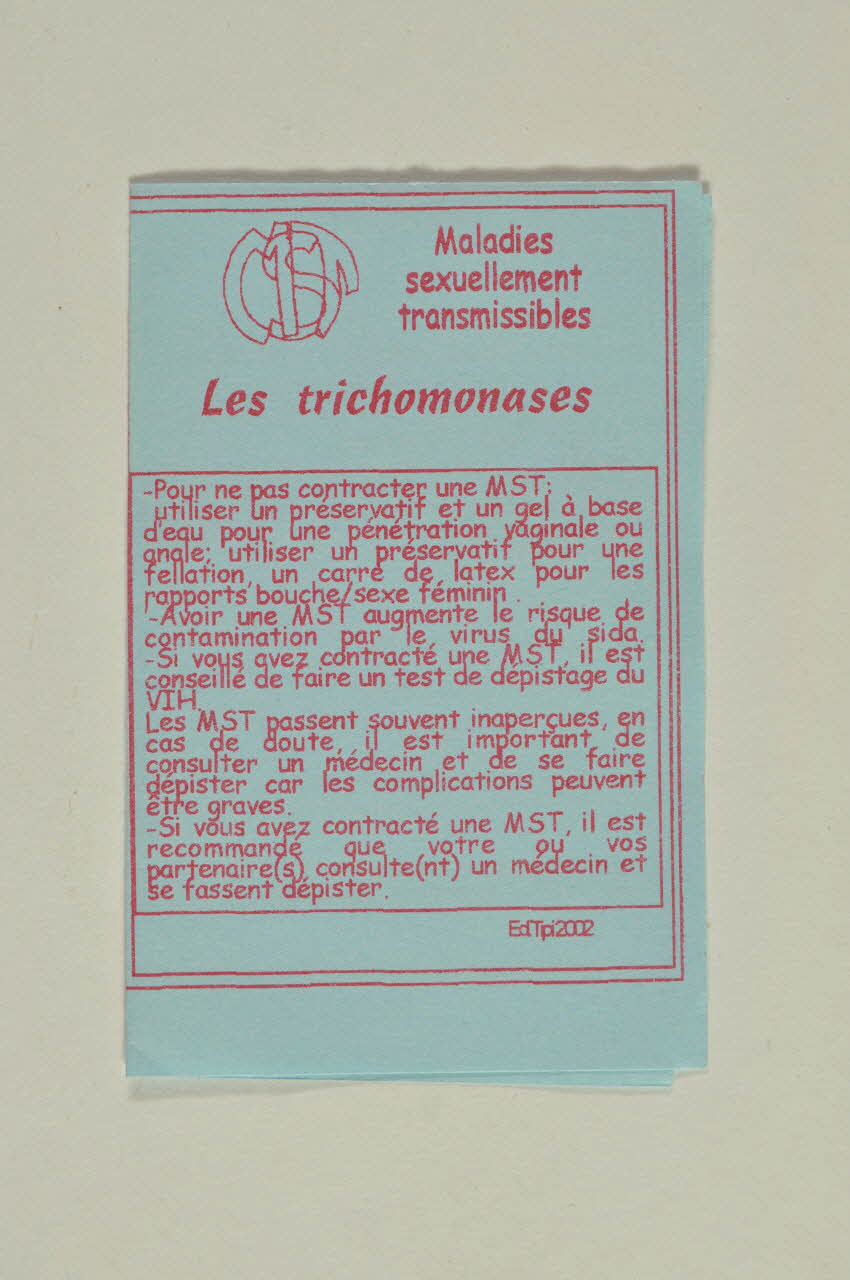 MST
Maladies
sexuellement
transmissibles
Les trichomonases
-Pour ne pas contracter une MST:
utiliser un préservatif et un gel à base
d'eau pour une pénétration vaginale ou
anale; utiliser un préservatif pour une
fellation, un carré de latex pour les
rapports bouche/sexe féminin .
-Avoir une MST augmente le risque de
contamination par le virus du sida.
-Si vous avez contracté une MST, il est
conseillé de faire un test de dépistage du
VIH.
Les MST passent souvent inaperçues, en
cas de doute, il est important de
consulter un médecin et de se faire
dépister car les complications peuvent
être graves.
-Si vous avez contracté une MST, il est
recommandé que votre ou vos
partenaire(s) consulte(nt) un médecin et
se fassent dépister.
Ed Tipi 2002